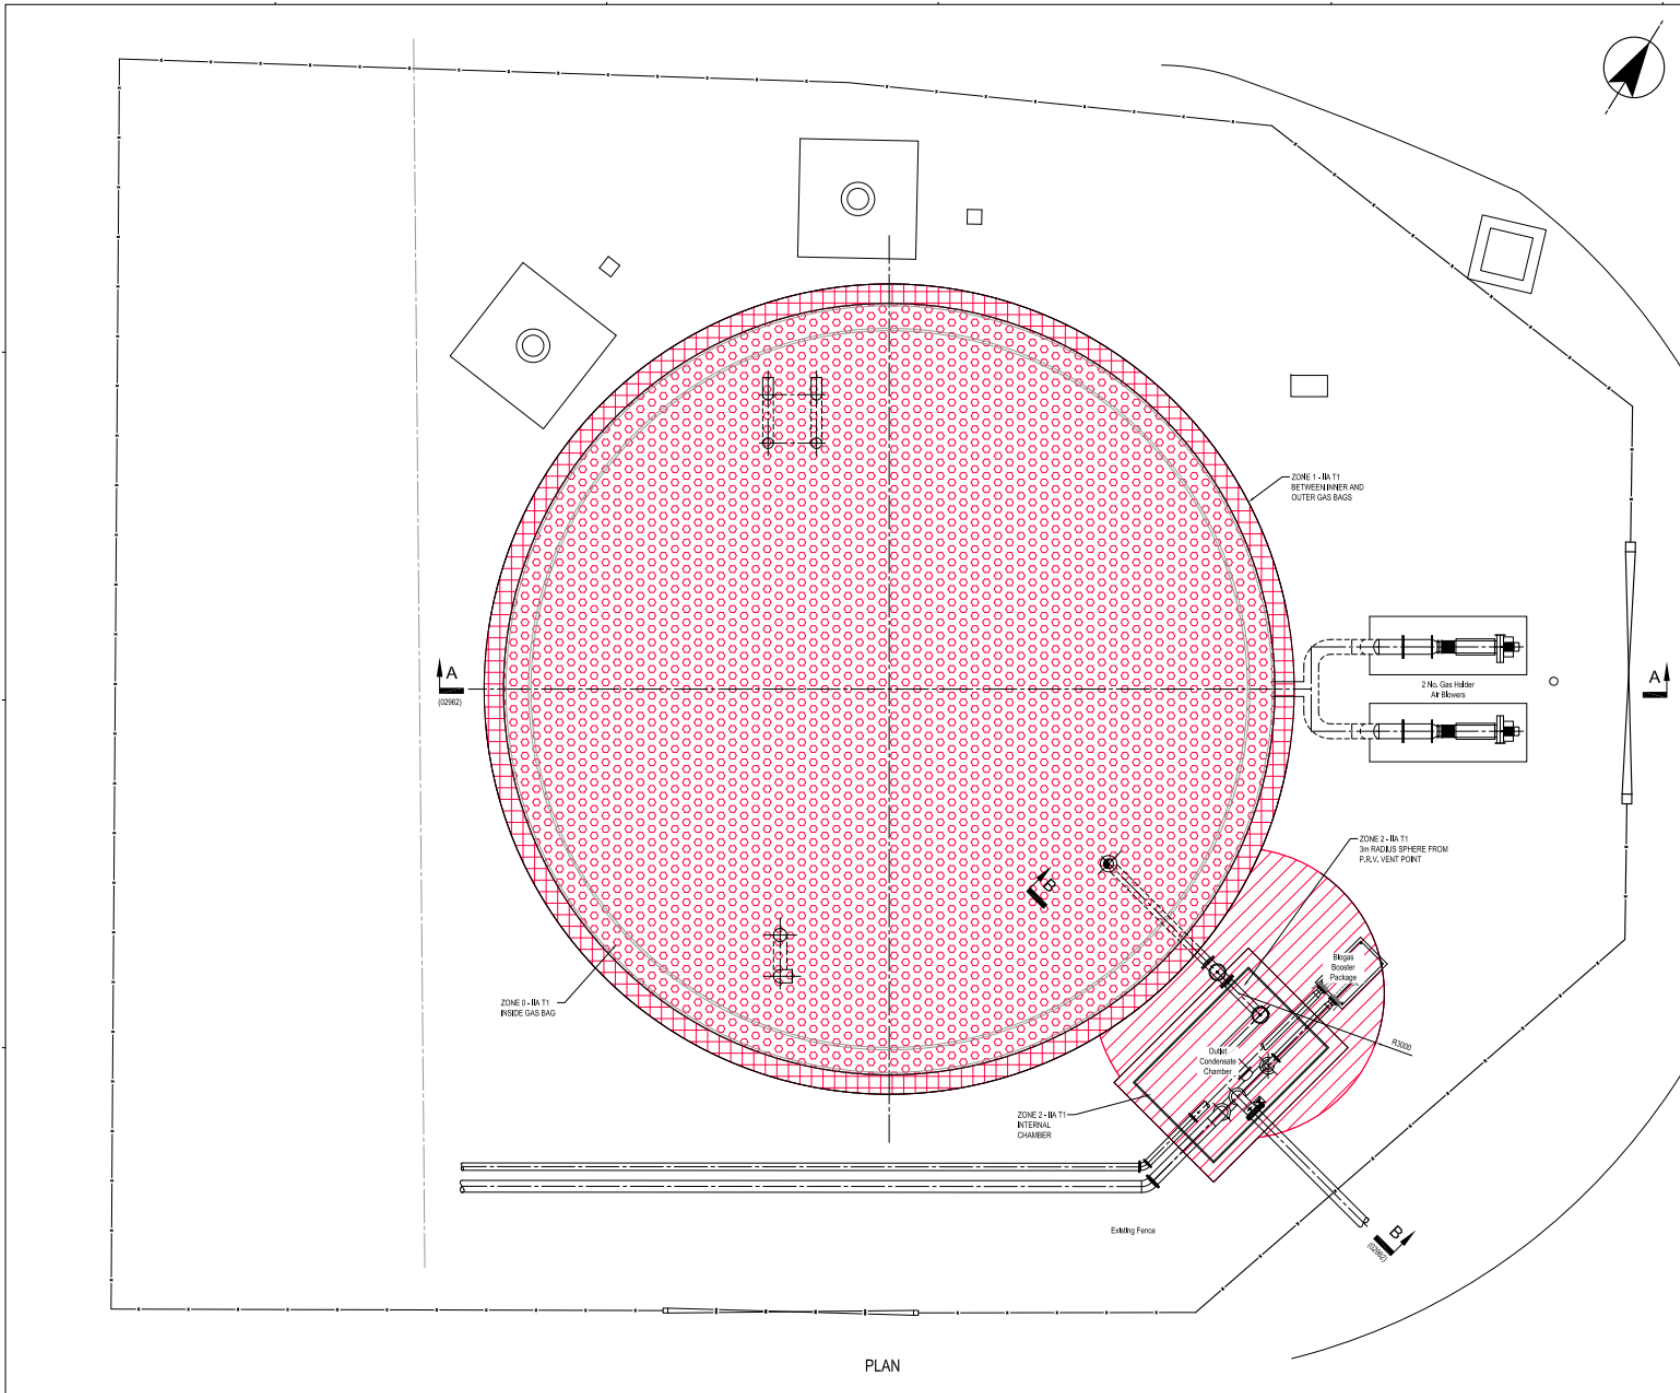 ZONE 1 - IIA T1
BETWEEN INNER AND
OUTER GAS BAGS
A
(02962)
2 No. Gas Holder
Air Blowers
A
ZONE 2 - IIA T1
3m RADIUS SPHERE FROM
P.R.V. VENT POINT
B
Biogas
Booster
Package
ZONE 0 - IIA T1
INSIDE GAS BAG
R3000
Outlet
Condensate
Chamber
ZONE 2 - IIA T1
INTERNAL
CHAMBER
Existing Fence
B
(02962)
PLAN